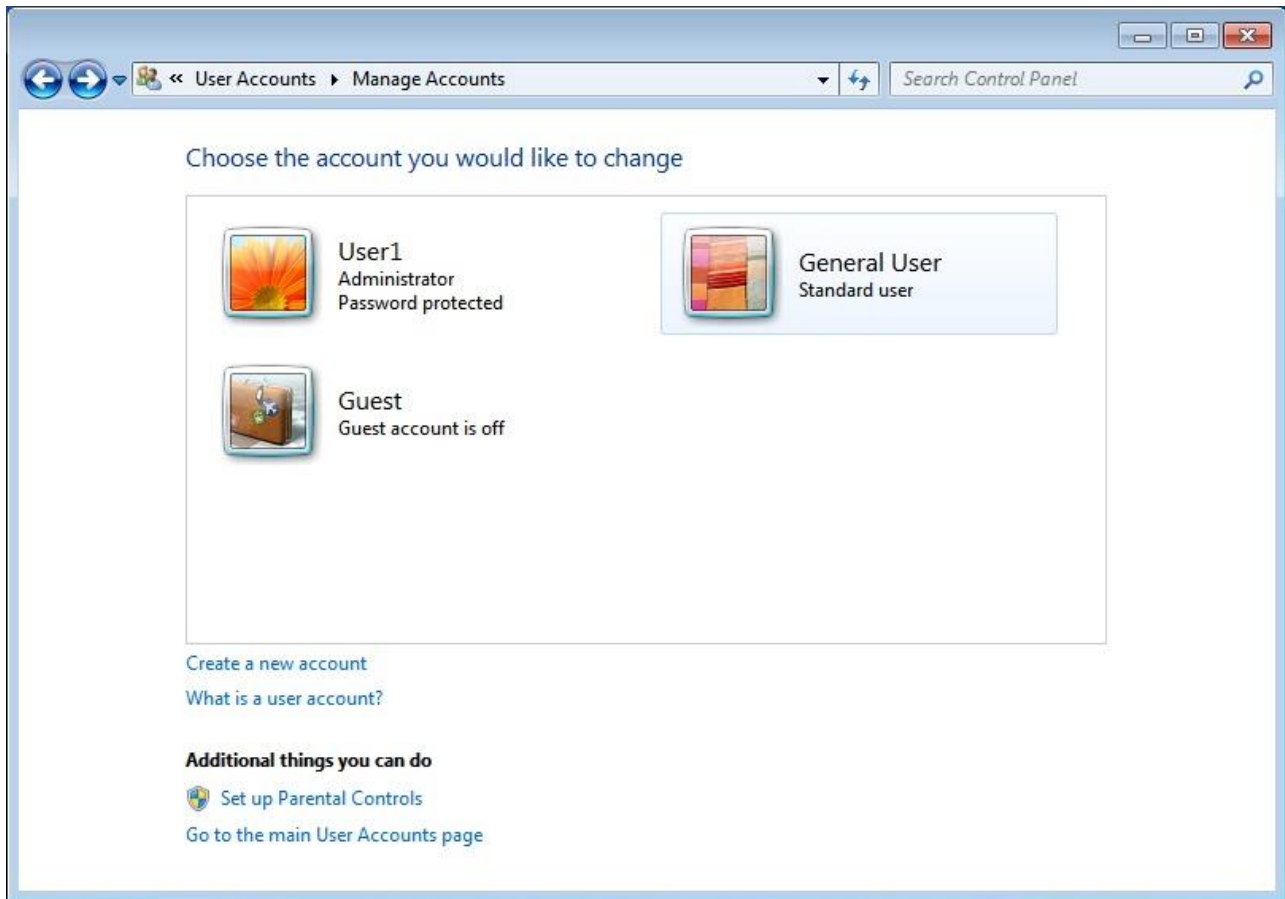 « User Accounts ▸ Manage Accounts
Search Control Panel
Choose the account you would like to change
User1
Administrator
Password protected
General User
Standard user
Guest
Guest account is off
Create a new account
What is a user account?
Additional things you can do
Set up Parental Controls
Go to the main User Accounts page